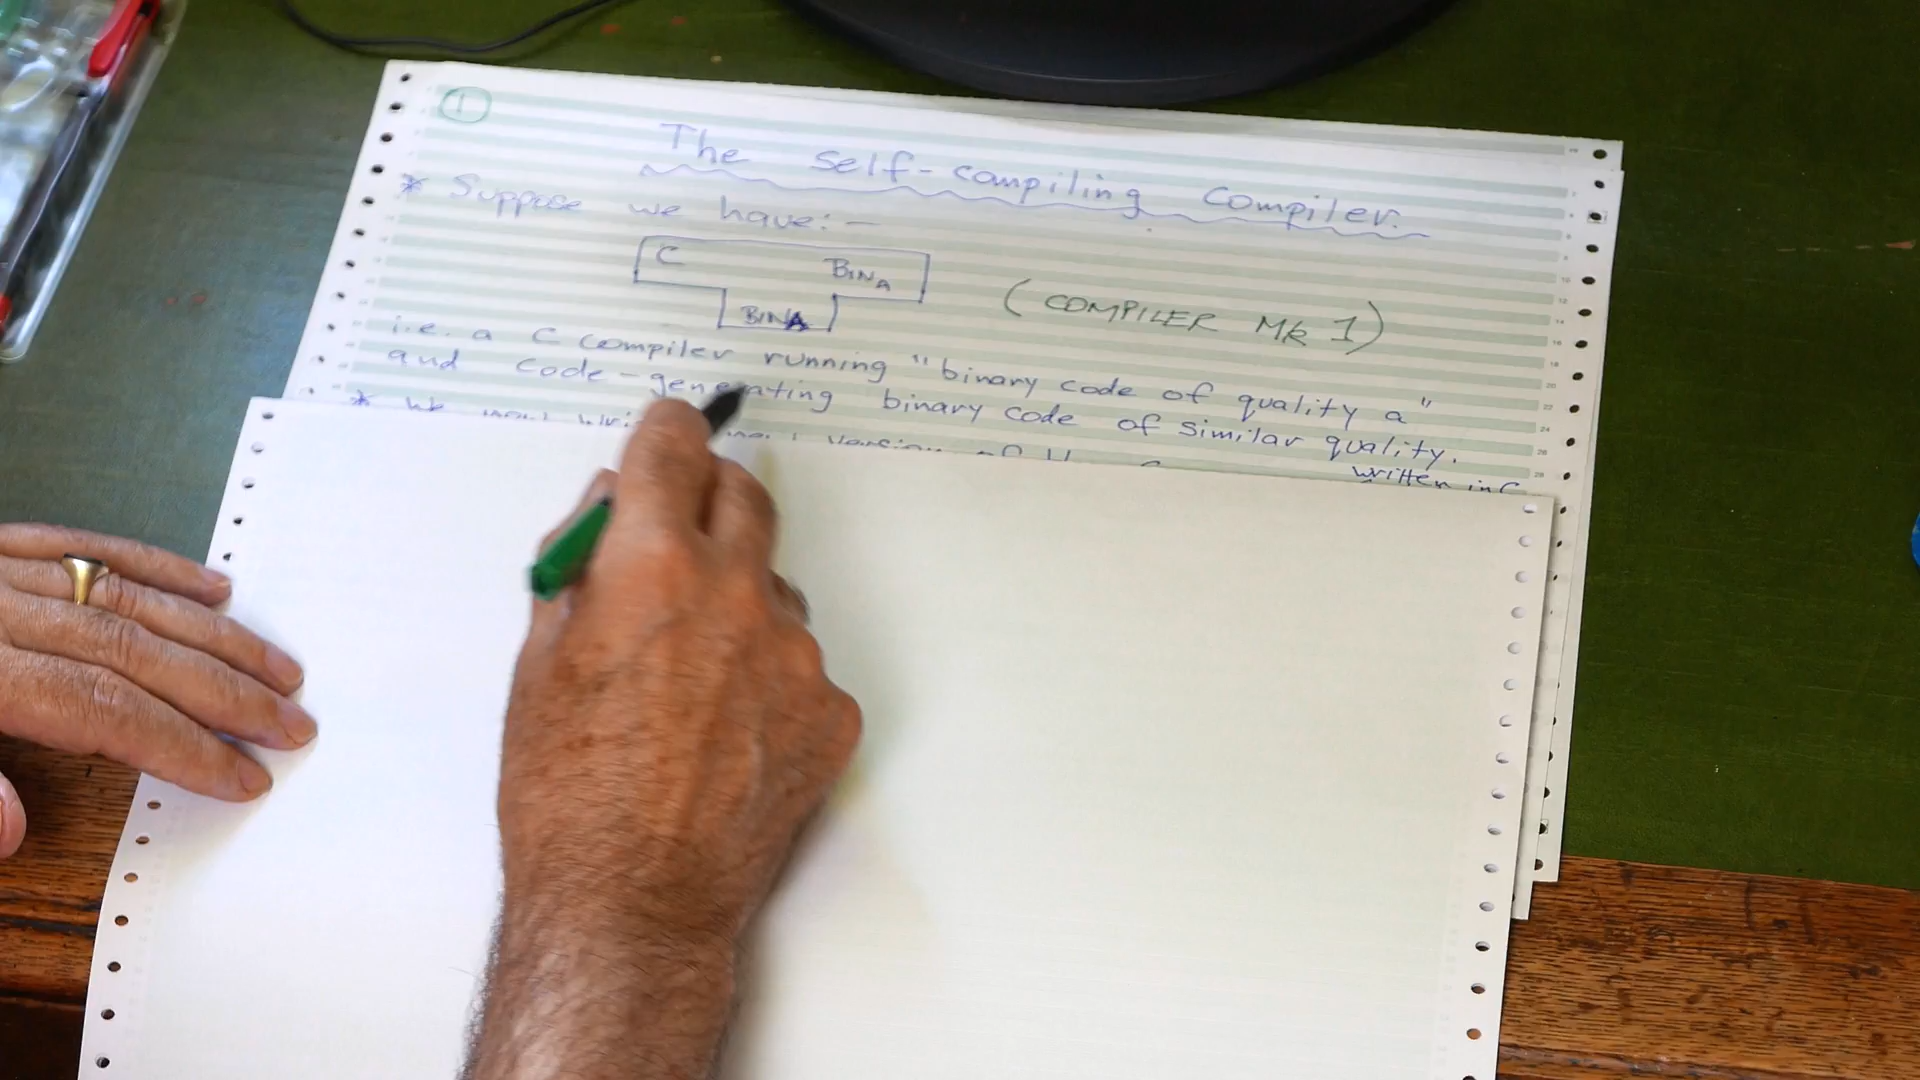 1
The Self-compiling Compiler.
* Suppose we have:-
C BINA
BINA
(COMPILER Mk 1)
i.e. a C compiler running "binary code of quality a"
and code-generating binary code of similar quality.
written in C